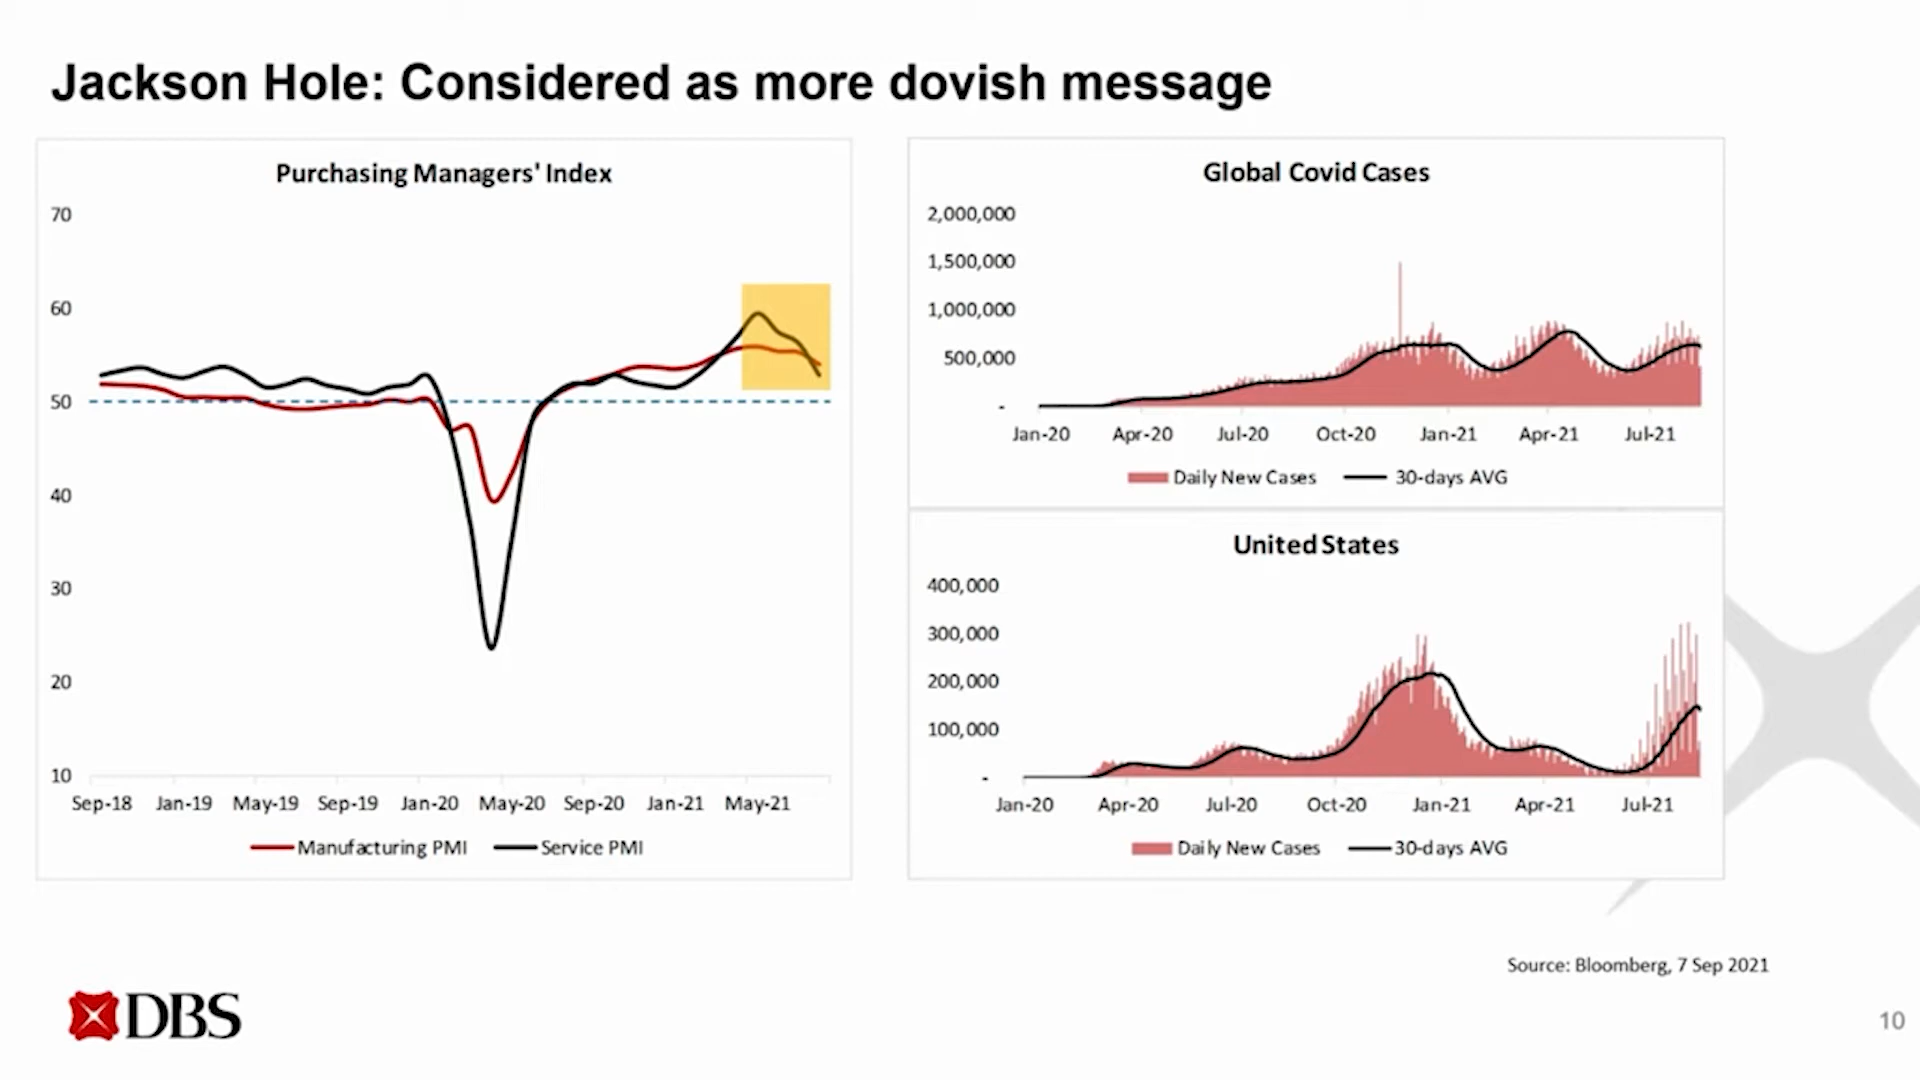 Jackson Hole: Considered as more dovish message
Purchasing Managers' Index
70
60
50
40
30
20
10
Sep-18 Jan-19 May-19 Sep-19 Jan-20 May-20 Sep-20 Jan-21 May-21
Manufacturing PMI Service PMI
Global Covid Cases
2,000,000
1,500,000
1,000,000
500,000
-
Jan-20 Apr-20 Jul-20 Oct-20 Jan-21 Apr-21 Jul-21
Daily New Cases 30-days AVG
United States
400,000
300,000
200,000
100,000
-
Jan-20 Apr-20 Jul-20 Oct-20 Jan-21 Apr-21 Jul-21
Daily New Cases 30-days AVG
Source: Bloomberg, 7 Sep 2021
DBS
10